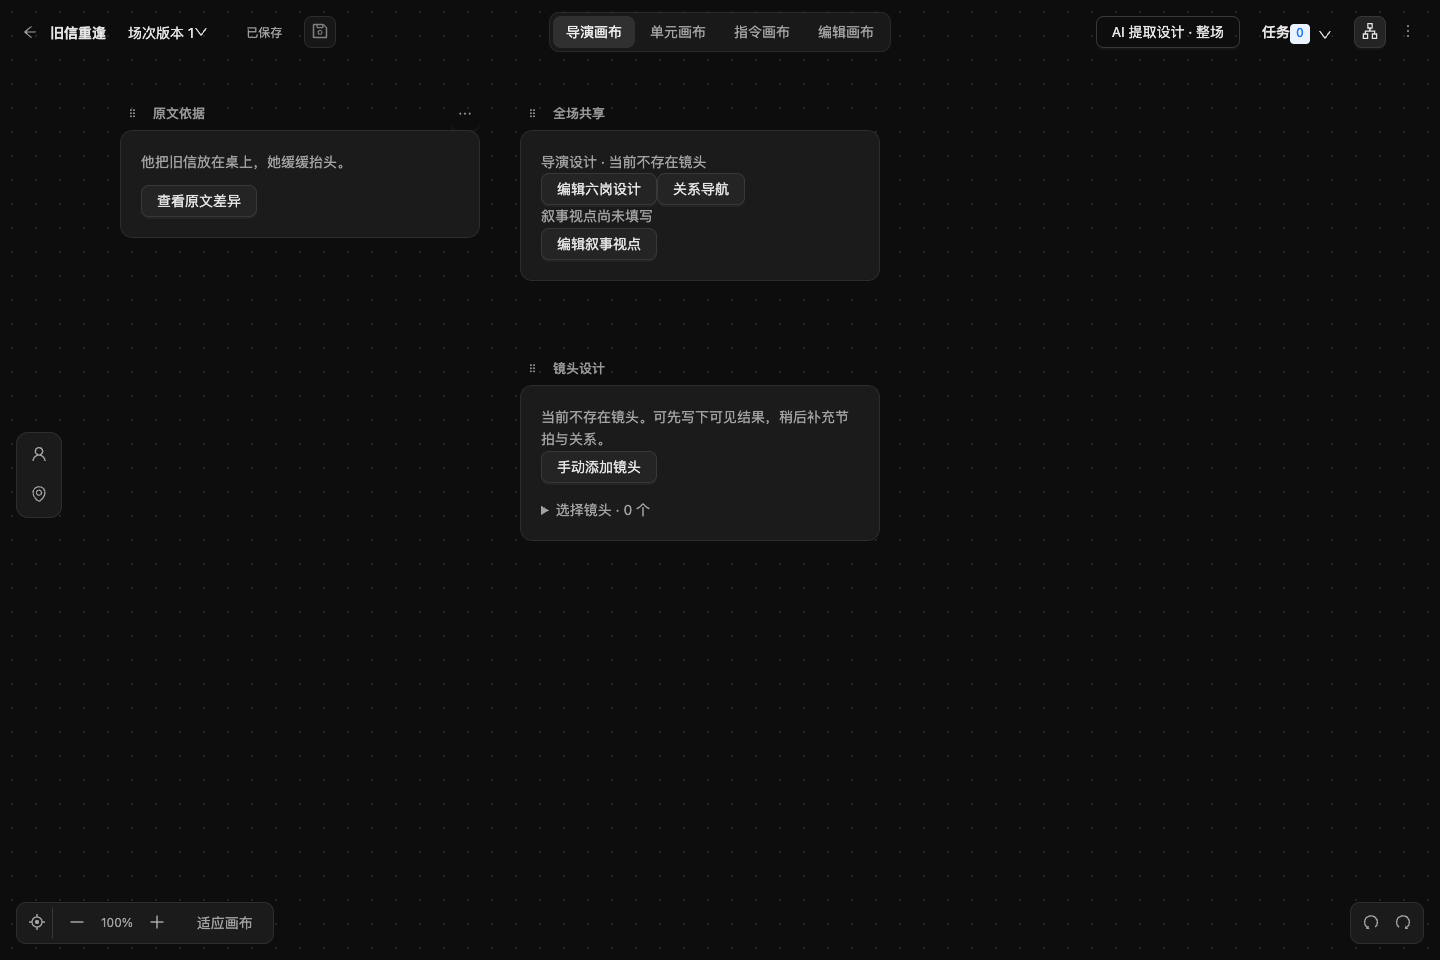 旧信重逢 场次版本 1 已保存 导演画布 单元画布 指令画布 编辑画布 AI 提取设计 · 整场 任务 0
原文依据
他把旧信放在桌上，她缓缓抬头。
查看原文差异
全场共享
导演设计 · 当前不存在镜头
编辑六岗设计 关系导航
叙事视点尚未填写
编辑叙事视点
镜头设计
当前不存在镜头。可先写下可见结果，稍后补充节
拍与关系。
手动添加镜头
选择镜头 · 0 个
100% 适应画布